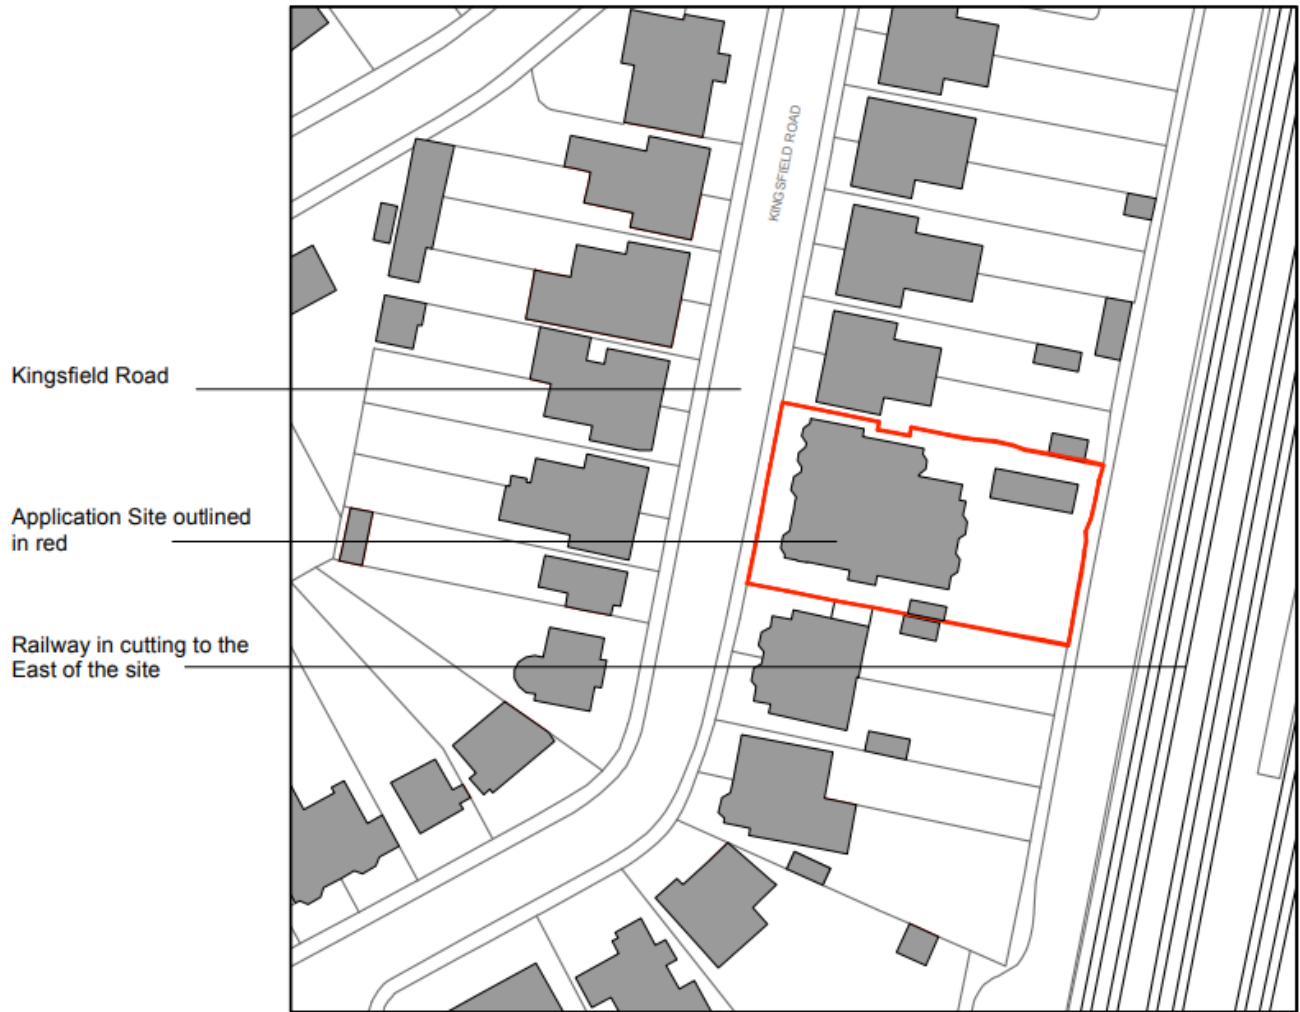 KINGSFIELD ROAD
Kingsfield Road
Application Site outlined
in red
Railway in cutting to the
East of the site